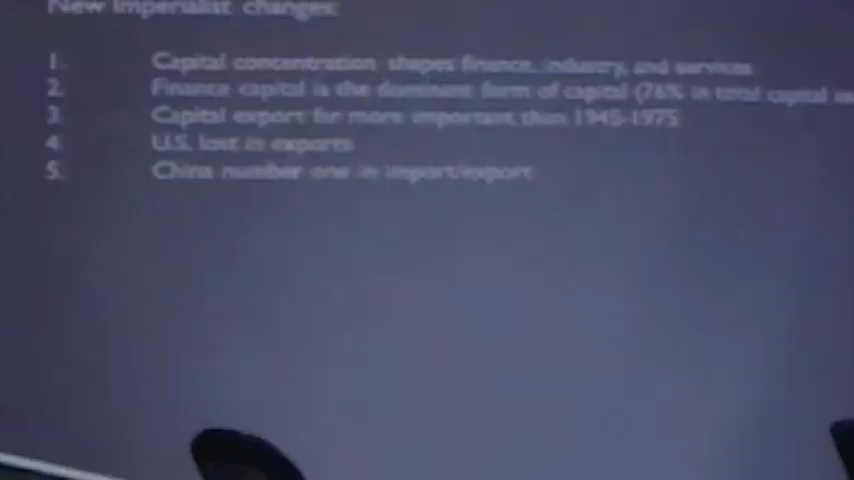 New Imperialist changes:
1. Capital concentration shapes finance, industry, and services
2. Finance capital is the dominant form of capital (76% in total capital
3. Capital export far more important than 1945-1975
4. U.S. lost in exports
5. China number one in import/export